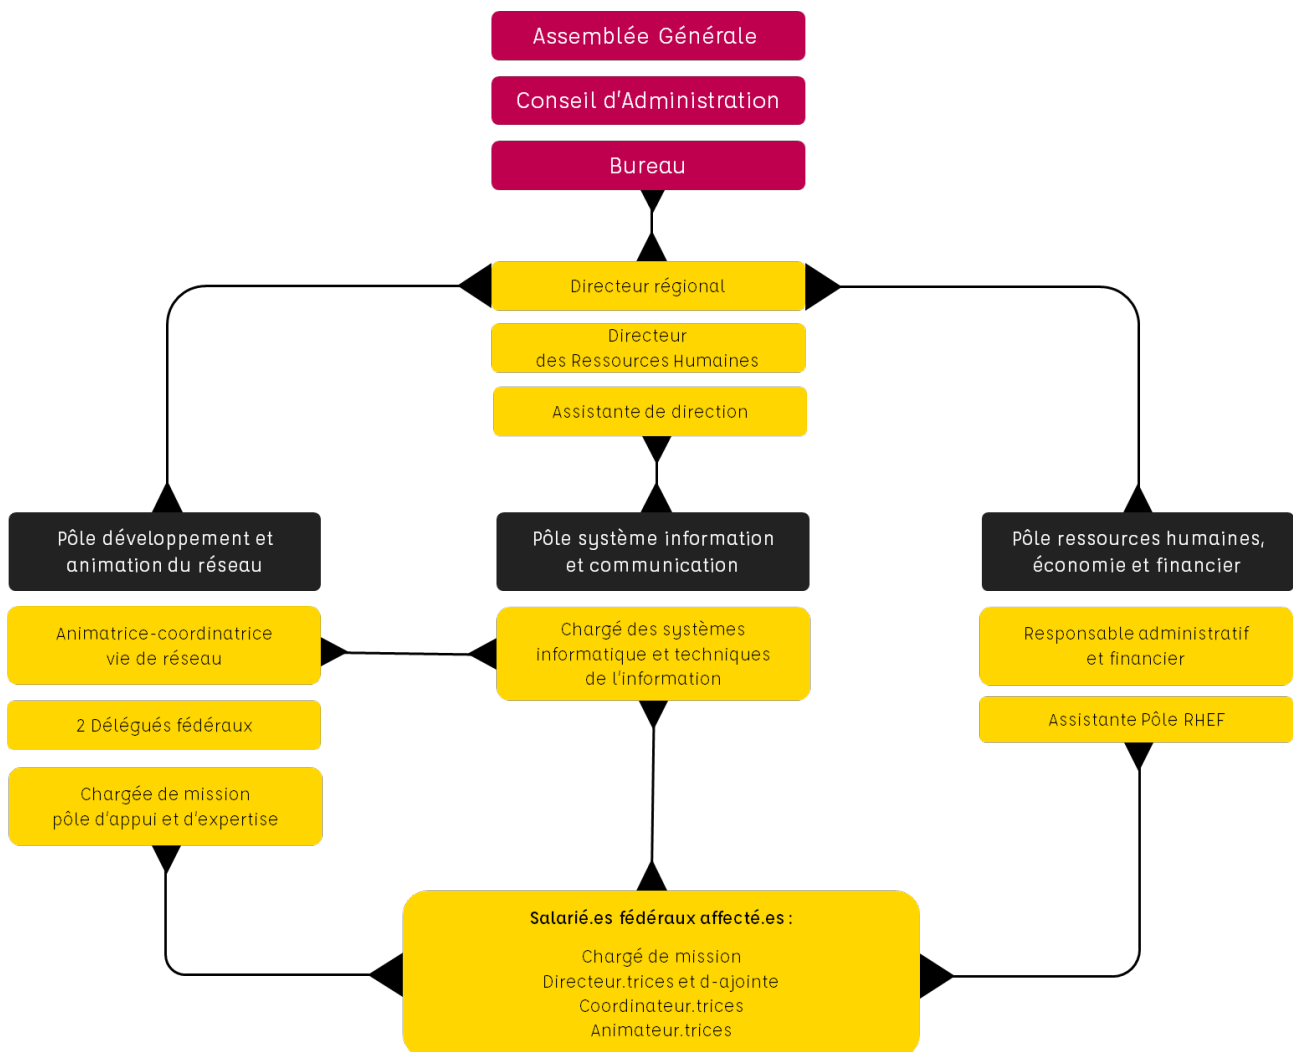 Assemblée Générale
Conseil d'Administration
Bureau
Directeur régional
Directeur
des Ressources Humaines
Assistante de direction
Pôle développement et
animation du réseau
Animatrice-coordinatrice
vie de réseau
2 Délégués fédéraux
Chargée de mission
pôle d'appui et d'expertise
Pôle système information
et communication
Chargé des systèmes
informatique et techniques
de l'information
Pôle ressources humaines,
économie et financier
Responsable administratif
et financier
Assistante Pôle RHEF
Salarié.es fédéraux affecté.es :
Chargé de mission
Directeur.trices et d-ajointe
Coordinateur.trices
Animateur.trices